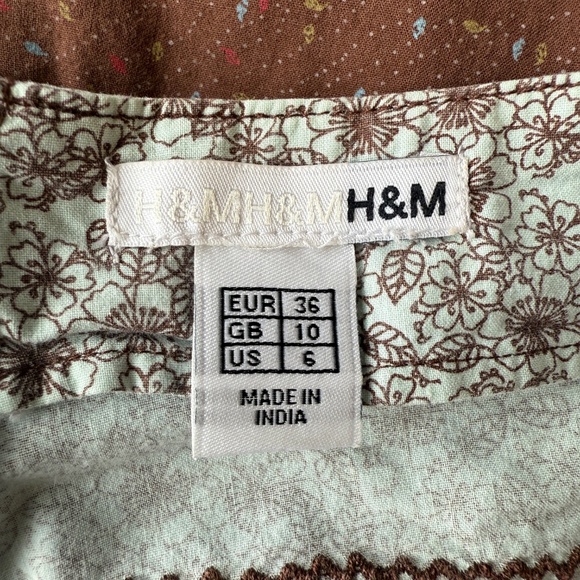 H&MH&MH&M
EUR 36
GB 10
US 6
MADE IN
INDIA